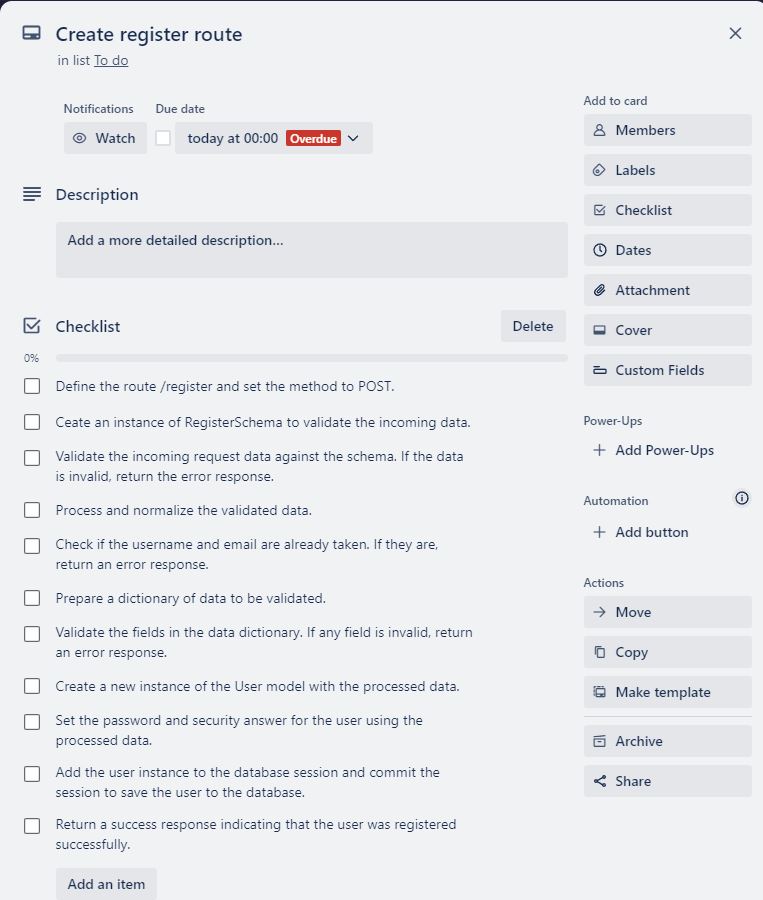 Create register route
in list To do
Notifications
Due date
Watch
today at 00:00 Overdue
Description
Add a more detailed description...
Checklist
Delete
0%
Define the route /register and set the method to POST.
Ceate an instance of RegisterSchema to validate the incoming data.
Validate the incoming request data against the schema. If the data
is invalid, return the error response.
Process and normalize the validated data.
Check if the username and email are already taken. If they are,
return an error response.
Prepare a dictionary of data to be validated.
Validate the fields in the data dictionary. If any field is invalid, return
an error response.
Create a new instance of the User model with the processed data.
Set the password and security answer for the user using the
processed data.
Add the user instance to the database session and commit the
session to save the user to the database.
Return a success response indicating that the user was registered
successfully.
Add an item
Add to card
Members
Labels
Checklist
Dates
Attachment
Cover
Custom Fields
Power-Ups
Add Power-Ups
Automation
Add button
Actions
Move
Copy
Make template
Archive
Share